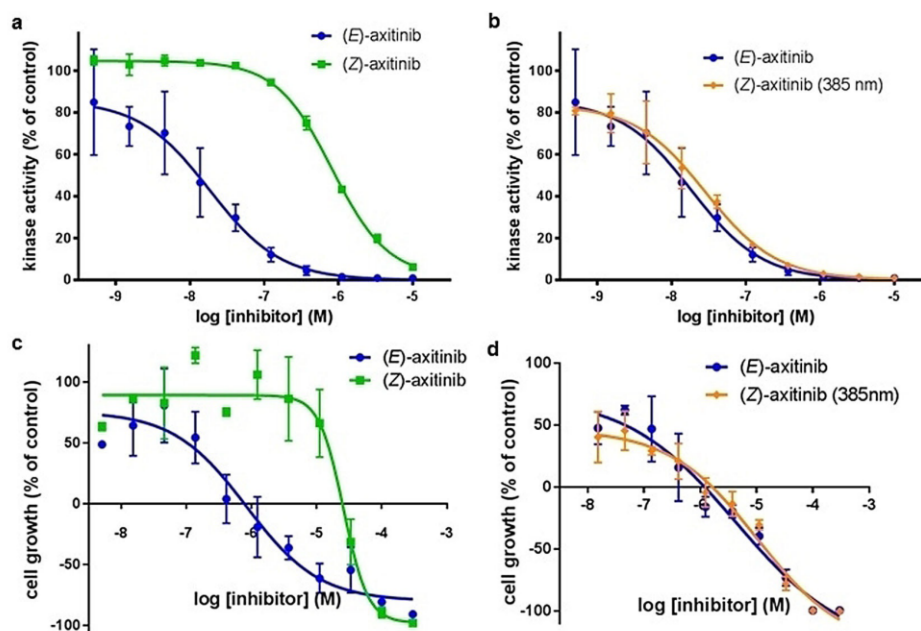 a
(E)-axitinib
(Z)-axitinib
kinase activity (% of control)
100
80
60
40
20
0
-9
-8
-7
-6
-5
log [inhibitor] (M)
b
(E)-axitinib
(Z)-axitinib (385 nm)
kinase activity (% of control)
100
80
60
40
20
0
-9
-8
-7
-6
-5
log [inhibitor] (M)
c
(E)-axitinib
(Z)-axitinib
cell growth (% of control)
100
50
0
-50
-100
-8
-7
-6
-5
-4
-3
log [inhibitor] (M)
d
(E)-axitinib
(Z)-axitinib (385nm)
cell growth (% of control)
100
50
0
-50
-100
-8
-7
-6
-5
-4
-3
log [inhibitor] (M)